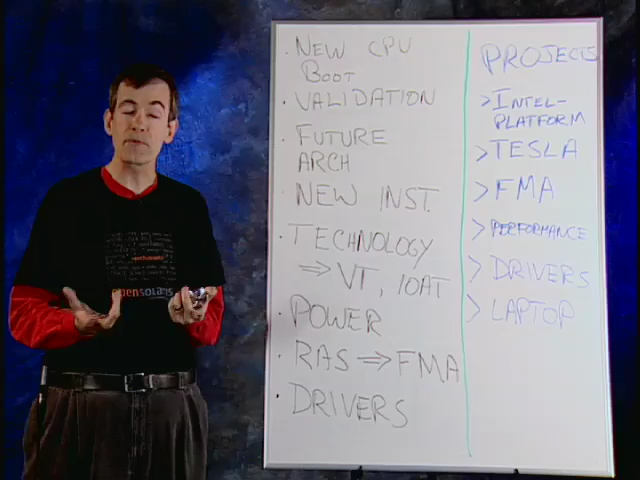 · NEW CPU
BOOT
· VALIDATION
· FUTURE
ARCH
· NEW INST.
· TECHNOLOGY
⇒ VT, IOAT
· POWER
· RAS ⇒ FMA
· DRIVERS
PROJECTS
> INTEL-
PLATFORM
> TESLA
> FMA
> PERFORMANCE
> DRIVERS
> LAPTOP
opensolaris